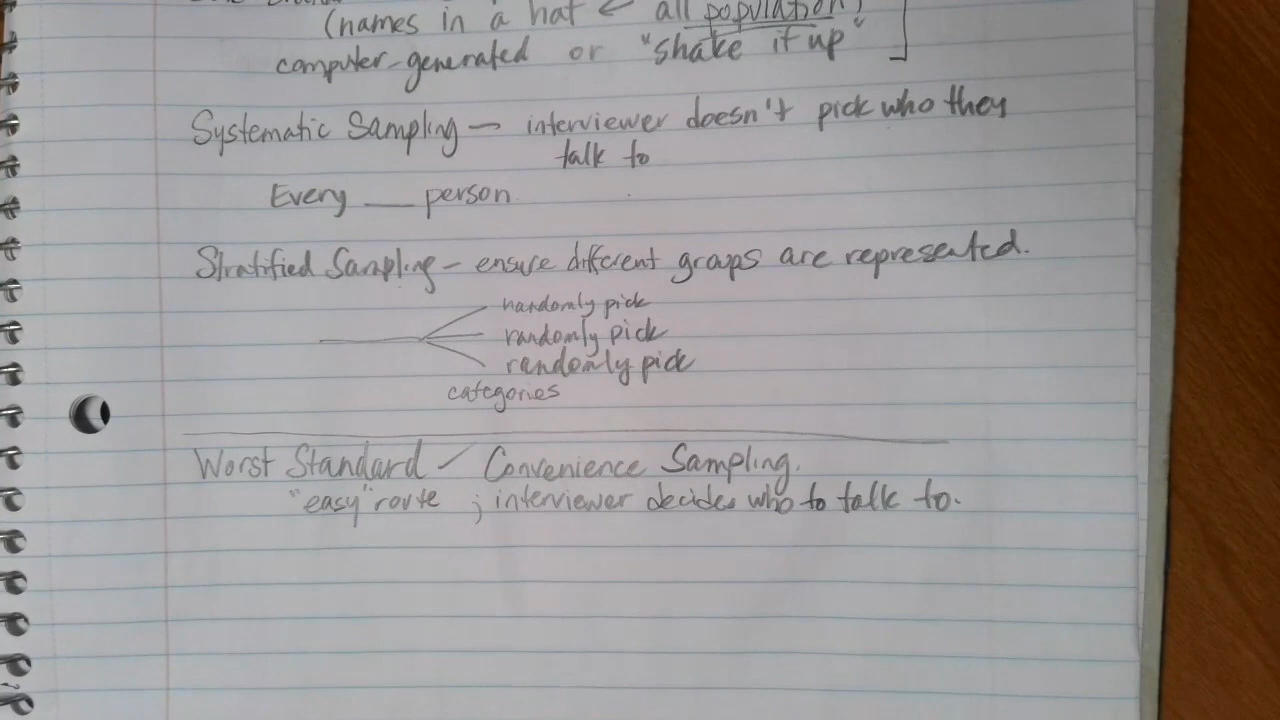 (names in a hat ← all population)
computer-generated or "shake it up"
Systematic Sampling — interviewer doesn't pick who they
talk to
Every ___ person
Stratified Sampling - ensure different groups are represented.
randomly pick
randomly pick
randomly pick
categories
Worst Standard - Convenience Sampling.
"easy" route ; interviewer decides who to talk to.